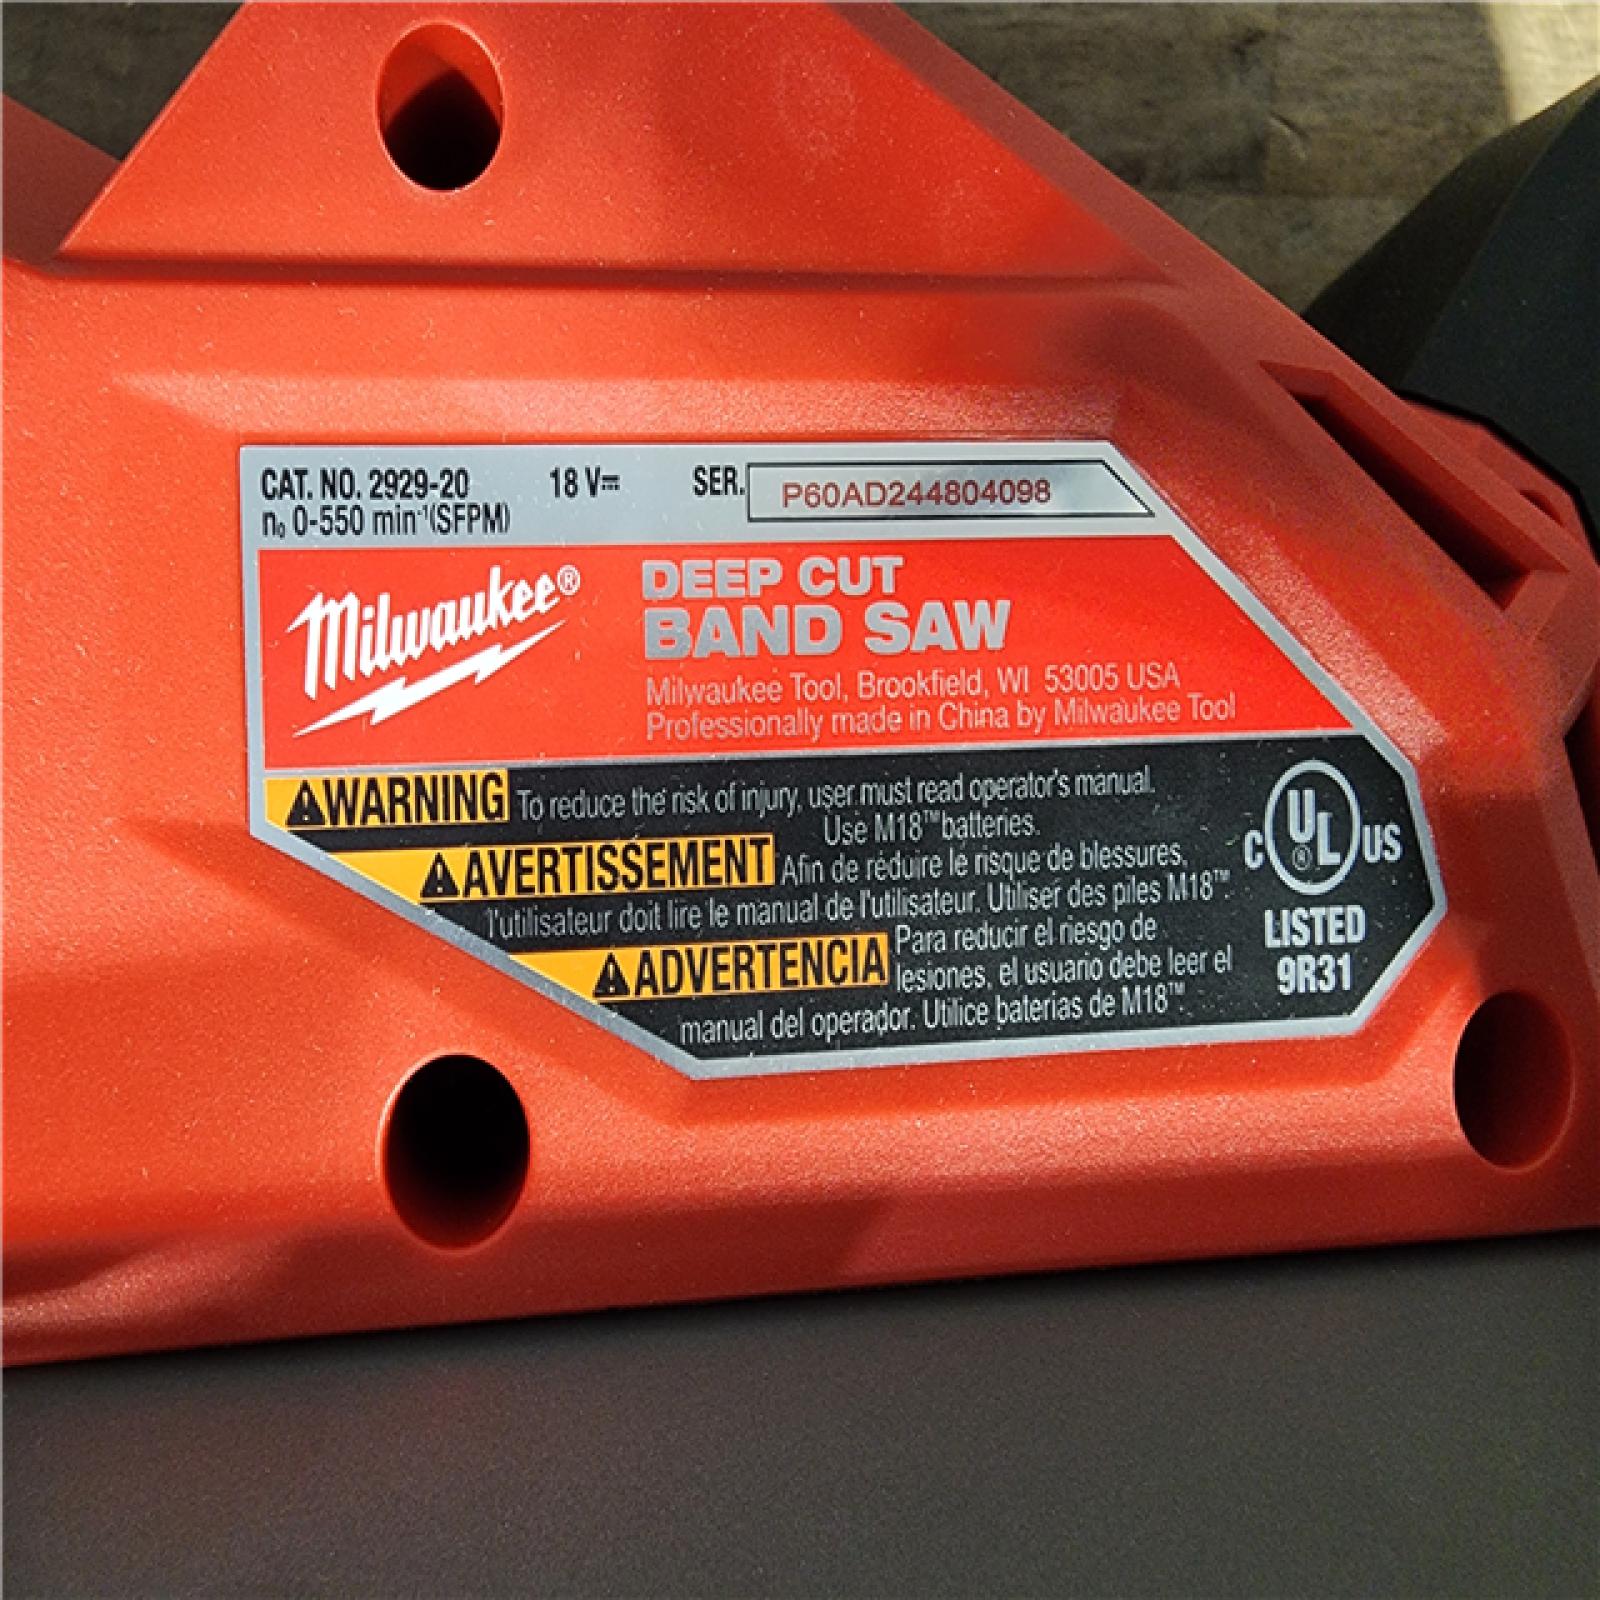 CAT. NO. 2929-20 18 V⎓ SER. P60AD244804098
n₀ 0-550 min⁻¹(SFPM)
Milwaukee®
DEEP CUT
BAND SAW
Milwaukee Tool, Brookfield, WI 53005 USA
Professionally made in China by Milwaukee Tool
⚠WARNING To reduce the risk of injury, user must read operator's manual.
Use M18™ batteries.
⚠AVERTISSEMENT Afin de réduire le risque de blessures,
l'utilisateur doit lire le manual de l'utilisateur. Utiliser des piles M18™.
⚠ADVERTENCIA Para reducir el riesgo de
lesiones, el usuario debe leer el
manual del operador. Utilice baterias de M18™.
C UL® US
LISTED
9R31